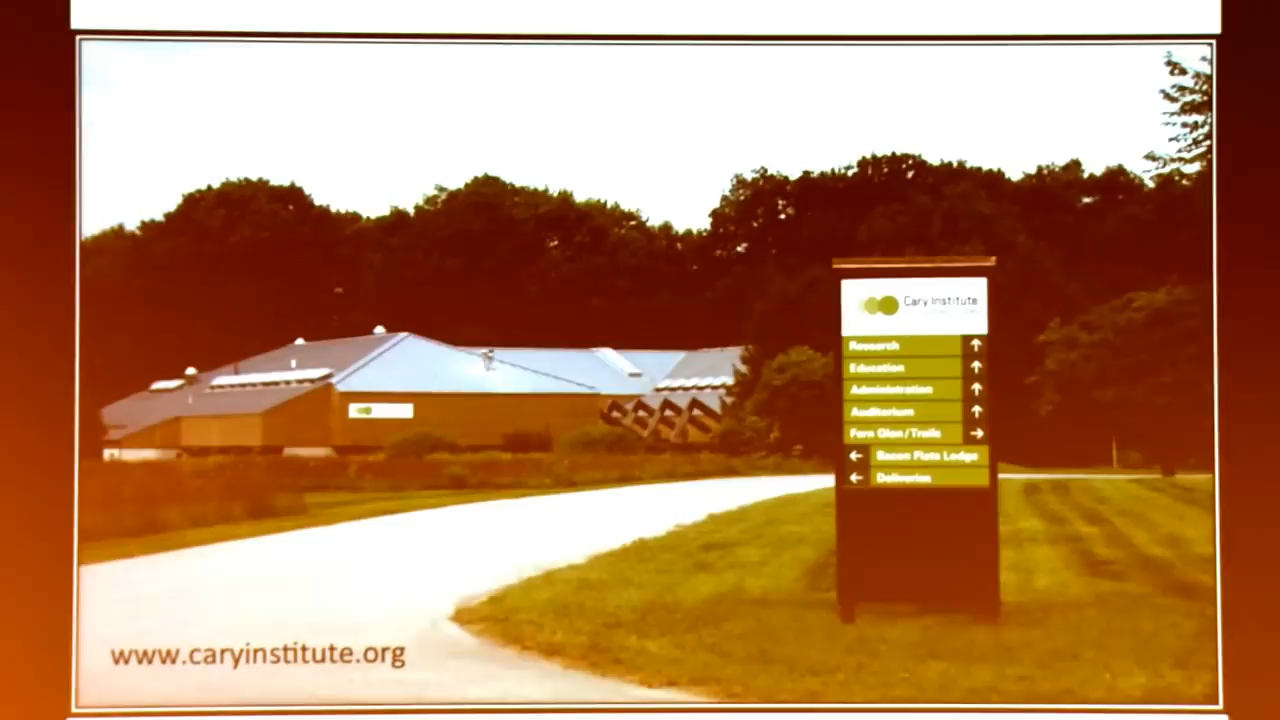 Cary Institute
Research
Education
Administration
Auditorium
Fern Glen / Trails
Bacon Flats Lodge
Deliveries
www.caryinstitute.org